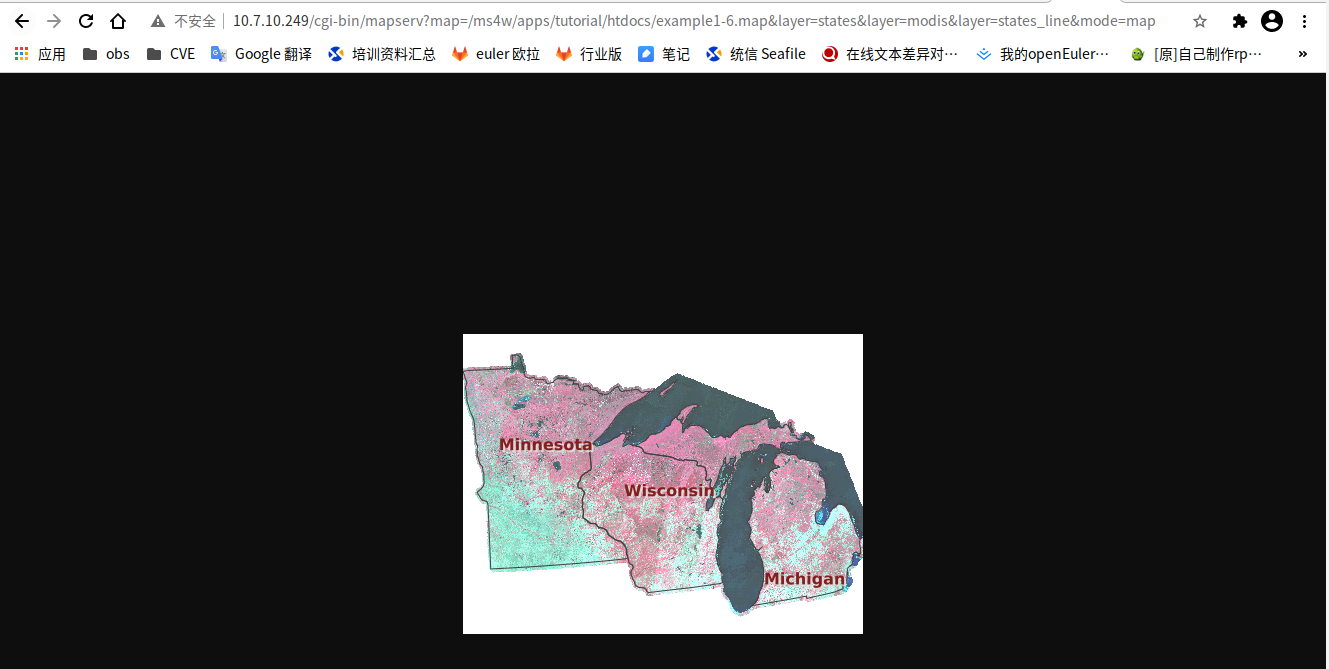 不安全 10.7.10.249/cgi-bin/mapserv?map=/ms4w/apps/tutorial/htdocs/example1-6.map&layer=states&layer=modis&layer=states_line&mode=map
应用 obs CVE Google 翻译 培训资料汇总 euler 欧拉 行业版 笔记 统信 Seafile 在线文本差异对… 我的openEuler… [原]自己制作rp… »
Minnesota
Wisconsin
Michigan